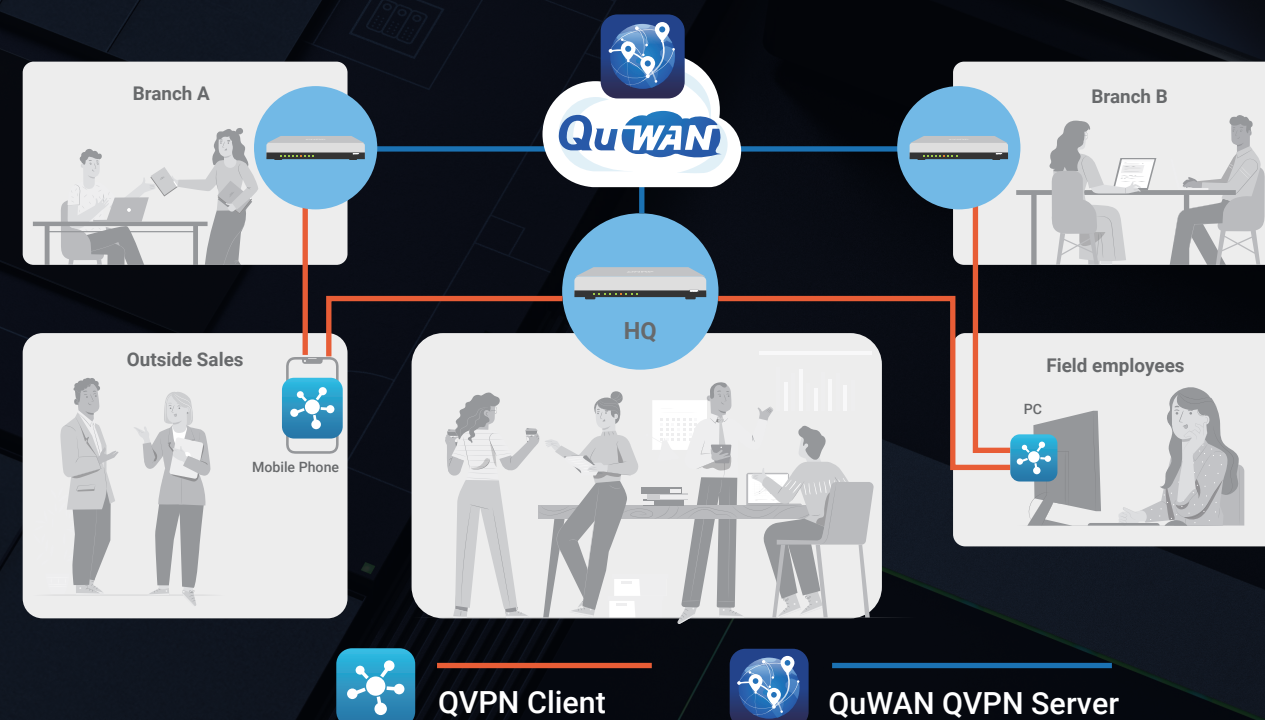 Branch A
QuWAN
Branch B
HQ
Outside Sales
Mobile Phone
Field employees
PC
QVPN Client
QuWAN QVPN Server